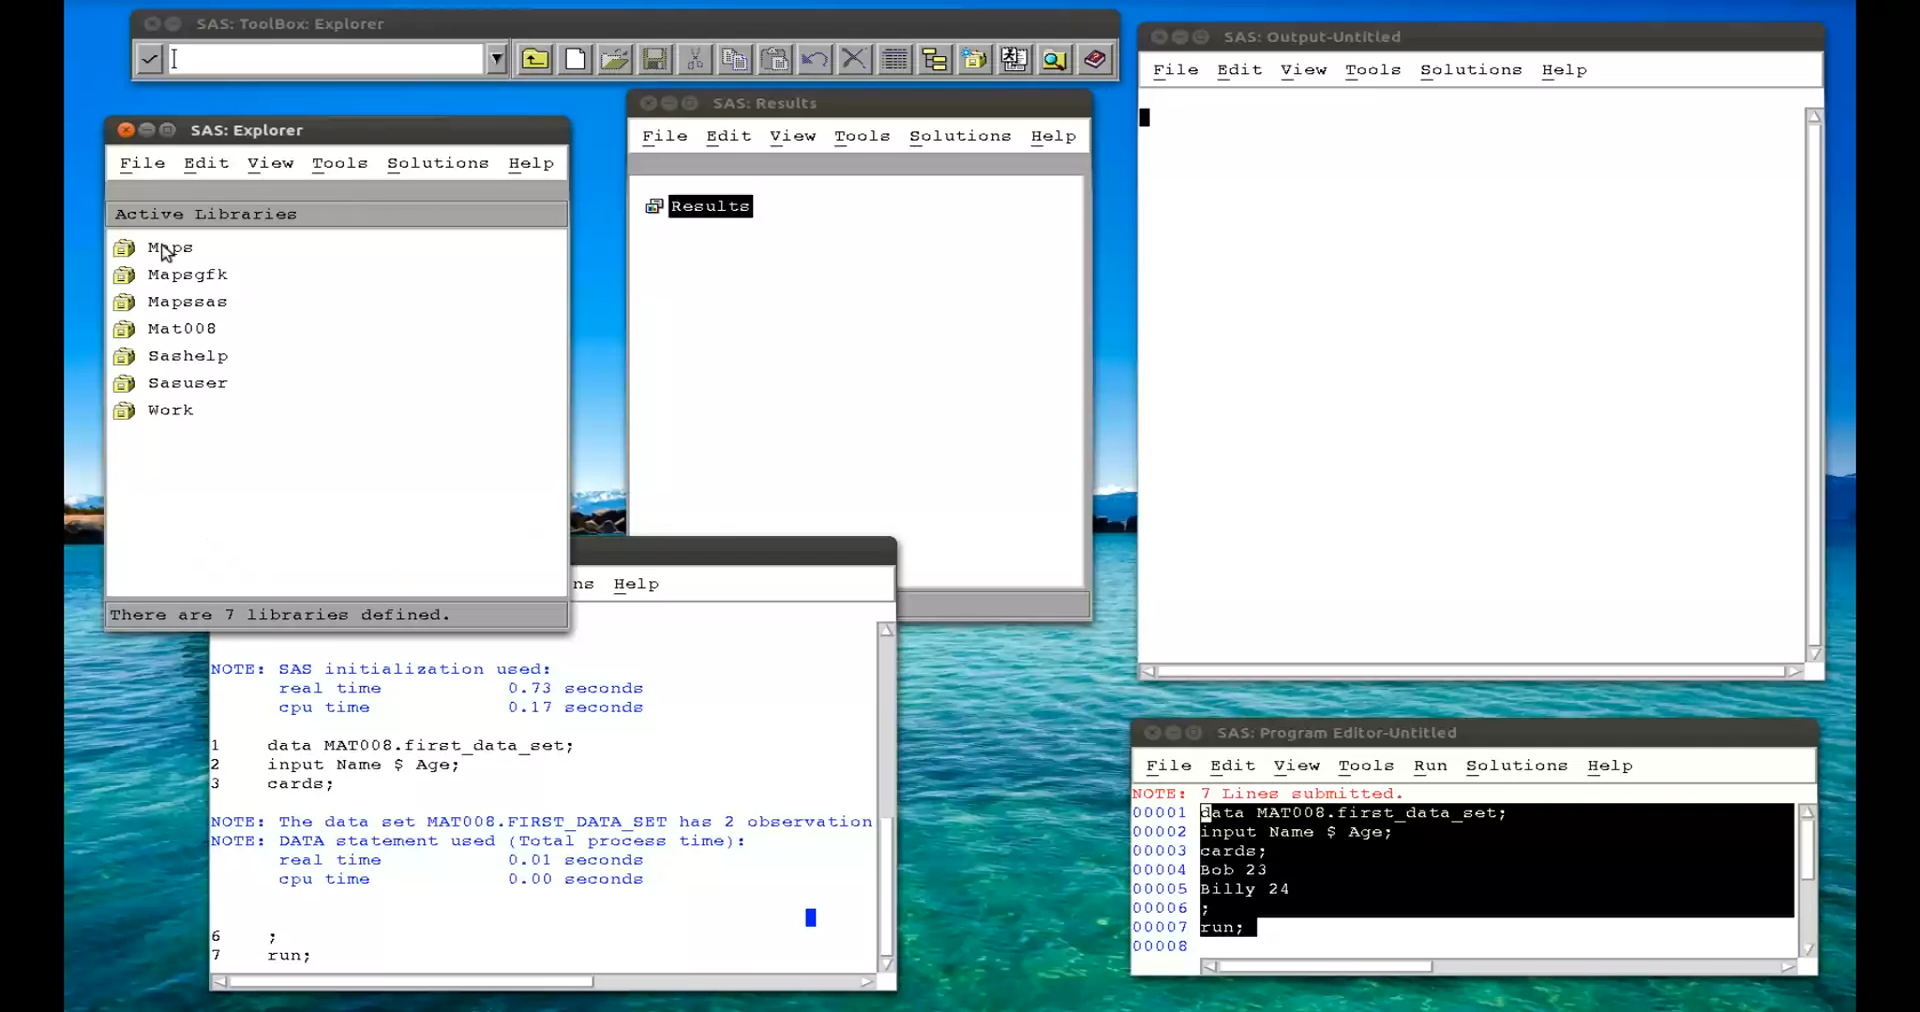 SAS: ToolBox: Explorer
SAS: Output-Untitled
File Edit View Tools Solutions Help
SAS: Results
File Edit View Tools Solutions Help
Results
SAS: Explorer
File Edit View Tools Solutions Help
Active Libraries
Maps
Mapsgfk
Mapssas
Mat008
Sashelp
Sasuser
Work
There are 7 libraries defined.
ns Help
NOTE: SAS initialization used:
real time 0.73 seconds
cpu time 0.17 seconds
1 data MAT008.first_data_set;
2 input Name $ Age;
3 cards;
NOTE: The data set MAT008.FIRST_DATA_SET has 2 observation
NOTE: DATA statement used (Total process time):
real time 0.01 seconds
cpu time 0.00 seconds
6 ;
7 run;
SAS: Program Editor-Untitled
File Edit View Tools Run Solutions Help
NOTE: 7 Lines submitted.
00001 data MAT008.first_data_set;
00002 input Name $ Age;
00003 cards;
00004 Bob 23
00005 Billy 24
00006 ;
00007 run;
00008